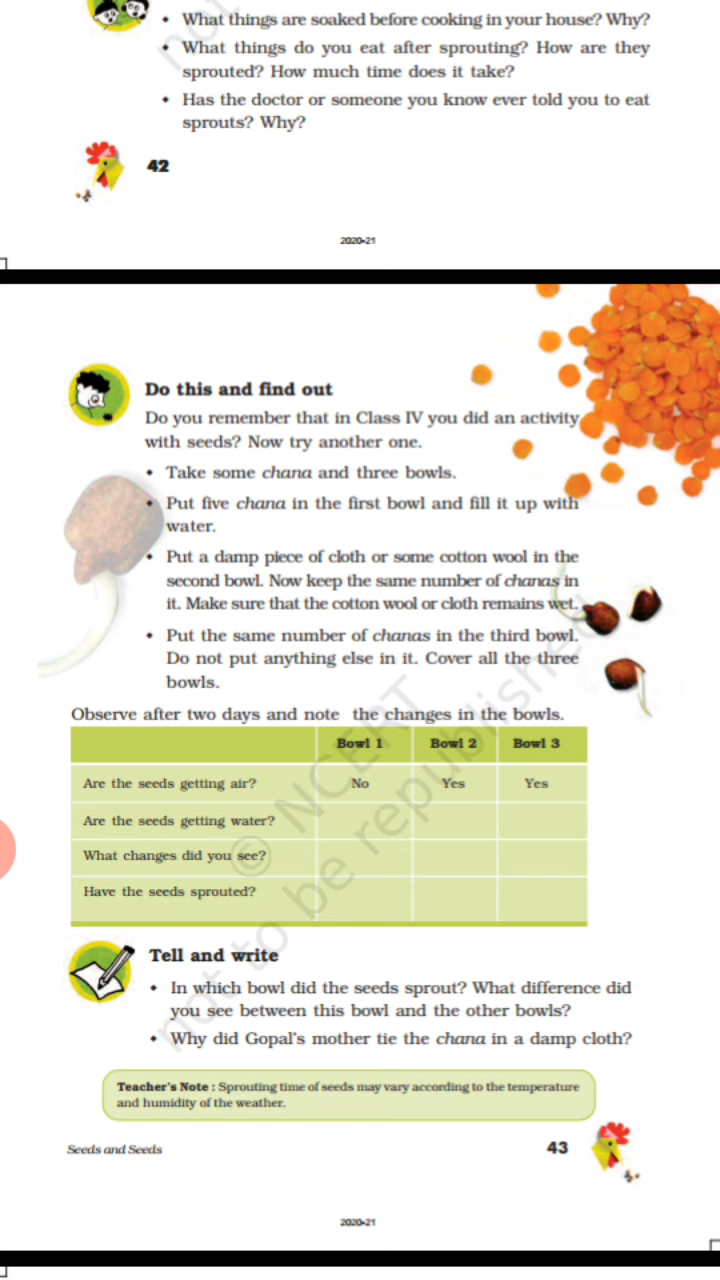 • What things are soaked before cooking in your house? Why?
• What things do you eat after sprouting? How are they
sprouted? How much time does it take?
• Has the doctor or someone you know ever told you to eat
sprouts? Why?
42
2020-21
Do this and find out
Do you remember that in Class IV you did an activity
with seeds? Now try another one.
• Take some chana and three bowls.
• Put five chana in the first bowl and fill it up with
water.
• Put a damp piece of cloth or some cotton wool in the
second bowl. Now keep the same number of chanas in
it. Make sure that the cotton wool or cloth remains wet.
• Put the same number of chanas in the third bowl.
Do not put anything else in it. Cover all the three
bowls.
Observe after two days and note the changes in the bowls.
Bowl 1 Bowl 2 Bowl 3
Are the seeds getting air? No Yes Yes
Are the seeds getting water?
What changes did you see?
Have the seeds sprouted?
Tell and write
• In which bowl did the seeds sprout? What difference did
you see between this bowl and the other bowls?
• Why did Gopal's mother tie the chana in a damp cloth?
Teacher's Note : Sprouting time of seeds may vary according to the temperature
and humidity of the weather.
Seeds and Seeds 43
2020-21
not
© NCERT
not to be republished